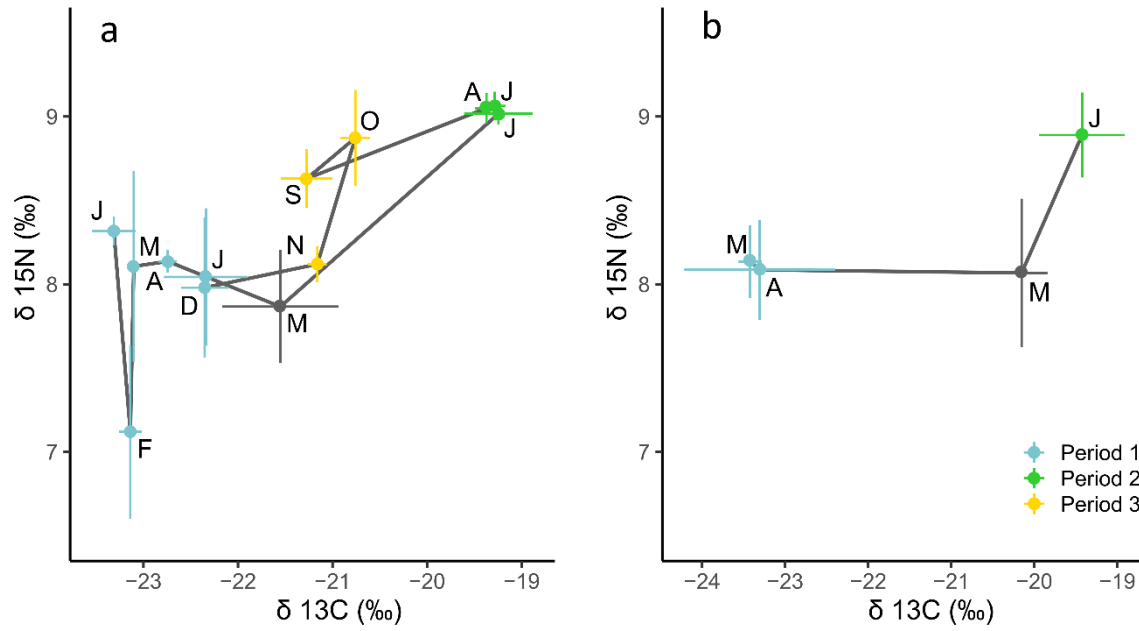 a
b
δ 15N (‰)
9
8
7
A
J
J
O
S
J
M
A
J
D
N
M
F
−23
−22
−21
−20
−19
δ 13C (‰)
δ 15N (‰)
9
8
7
J
M
A
M
Period 1
Period 2
Period 3
−24
−23
−22
−21
−20
−19
δ 13C (‰)